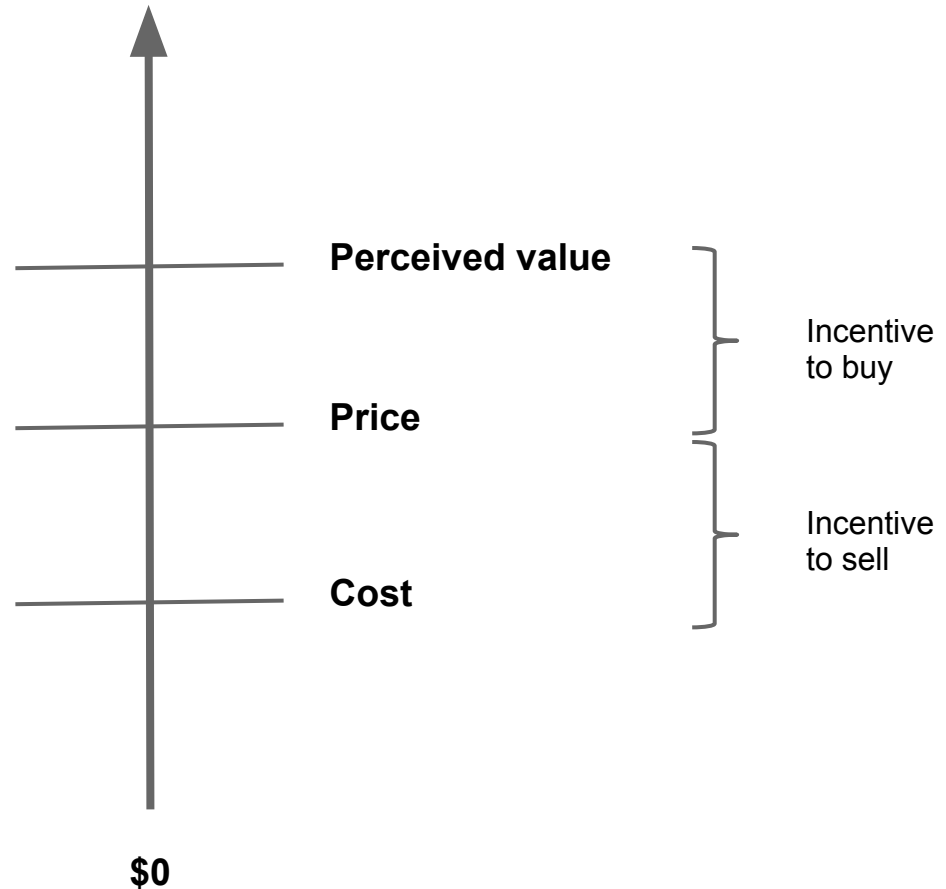 Perceived value
Incentive
to buy
Price
Incentive
to sell
Cost
$0